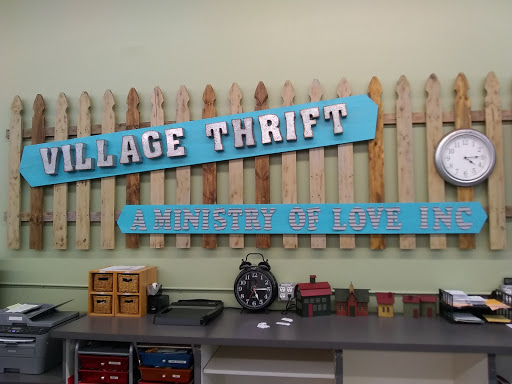 VILLAGE THRIFT
A MINISTRY OF LOVE INC